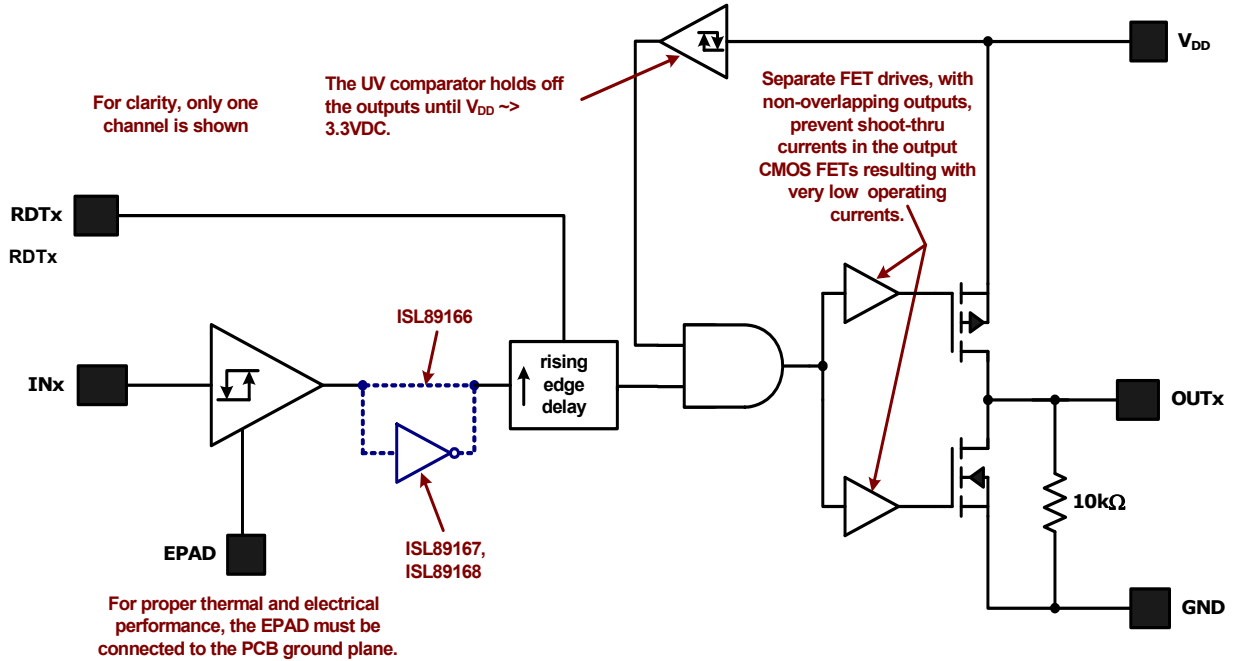 V_DD
The UV comparator holds off
the outputs until V_DD ~>
3.3VDC.
For clarity, only one
channel is shown
Separate FET drives, with
non-overlapping outputs,
prevent shoot-thru
currents in the output
CMOS FETs resulting with
very low operating
currents.
RDTx
RDTx
ISL89166
INx
rising
edge
delay
OUTx
10kΩ
EPAD
ISL89167,
ISL89168
For proper thermal and electrical
performance, the EPAD must be
connected to the PCB ground plane.
GND